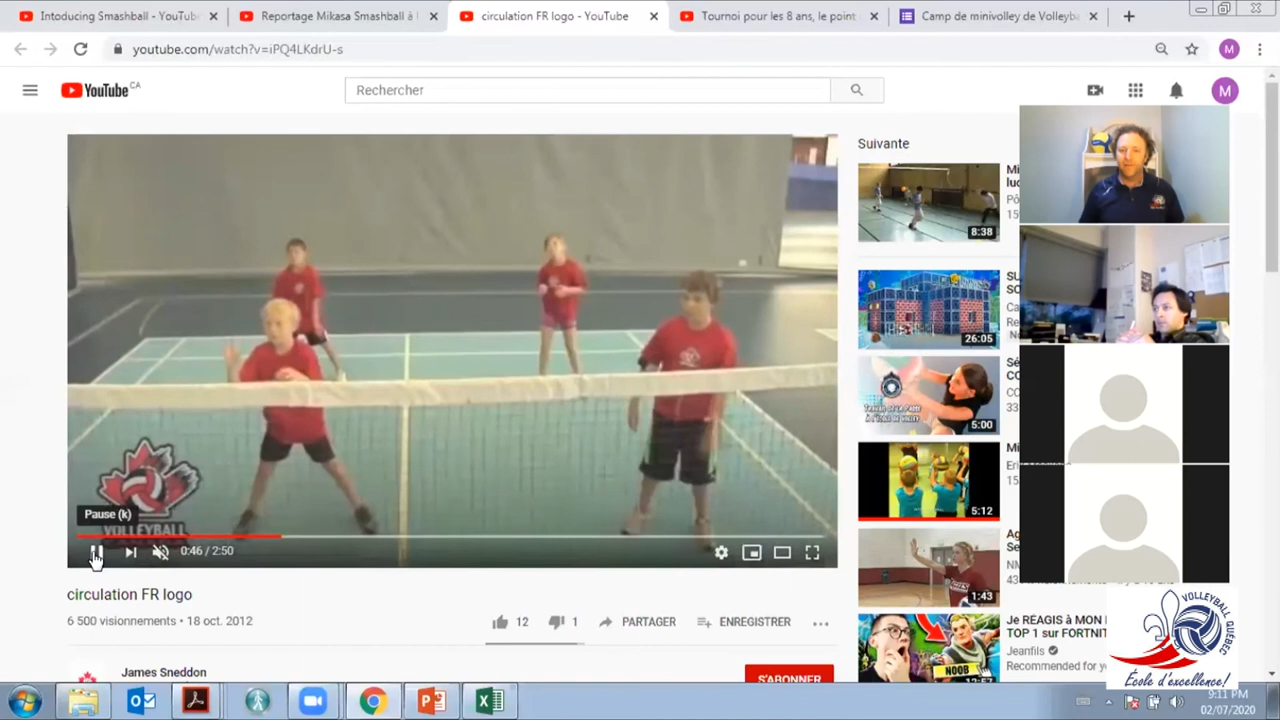 Intoducing Smashball - YouTube
Reportage Mikasa Smashball à
circulation FR logo - YouTube
Tournoi pour les 8 ans, le point
Camp de minivolley de Volleyba
youtube.com/watch?v=iPQ4LKdrU-s
M
YouTube CA
Rechercher
M
Suivante
8:38
26:05
5:00
5:12
1:43
NOOB
Je RÉAGIS à MON
TOP 1 sur FORTNIT
Jeanfils
Recommended for
VOLLEYBALL
Pause (k)
0:46 / 2:50
circulation FR logo
6 500 visionnements • 18 oct. 2012
12
1
PARTAGER
ENREGISTRER
James Sneddon
S'ABONNER
VOLLEYBALL QUÉBEC
École d'excellence!
9:11 PM
02/07/2020